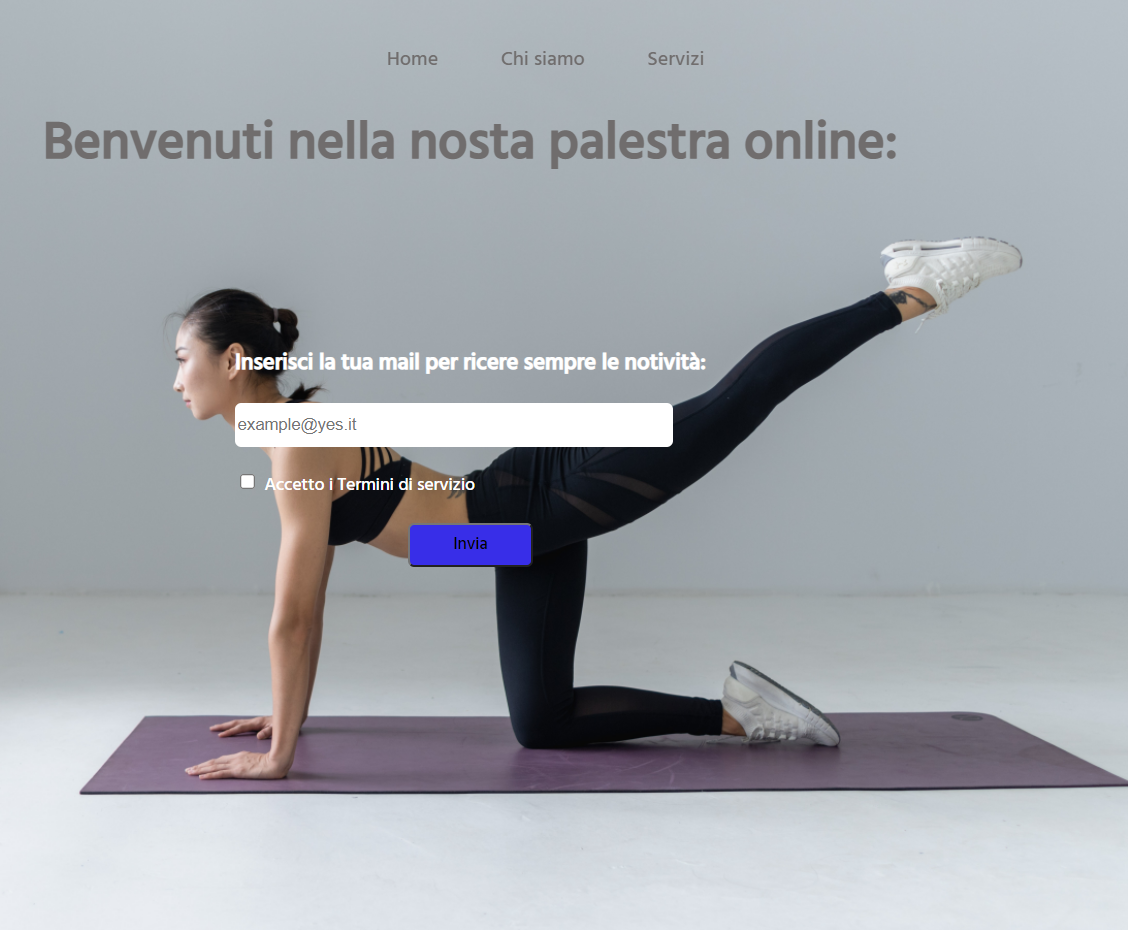 Home Chi siamo Servizi
Benvenuti nella nosta palestra online:
Inserisci la tua mail per ricere sempre le notività:
example@yes.it
Accetto i Termini di servizio
Invia